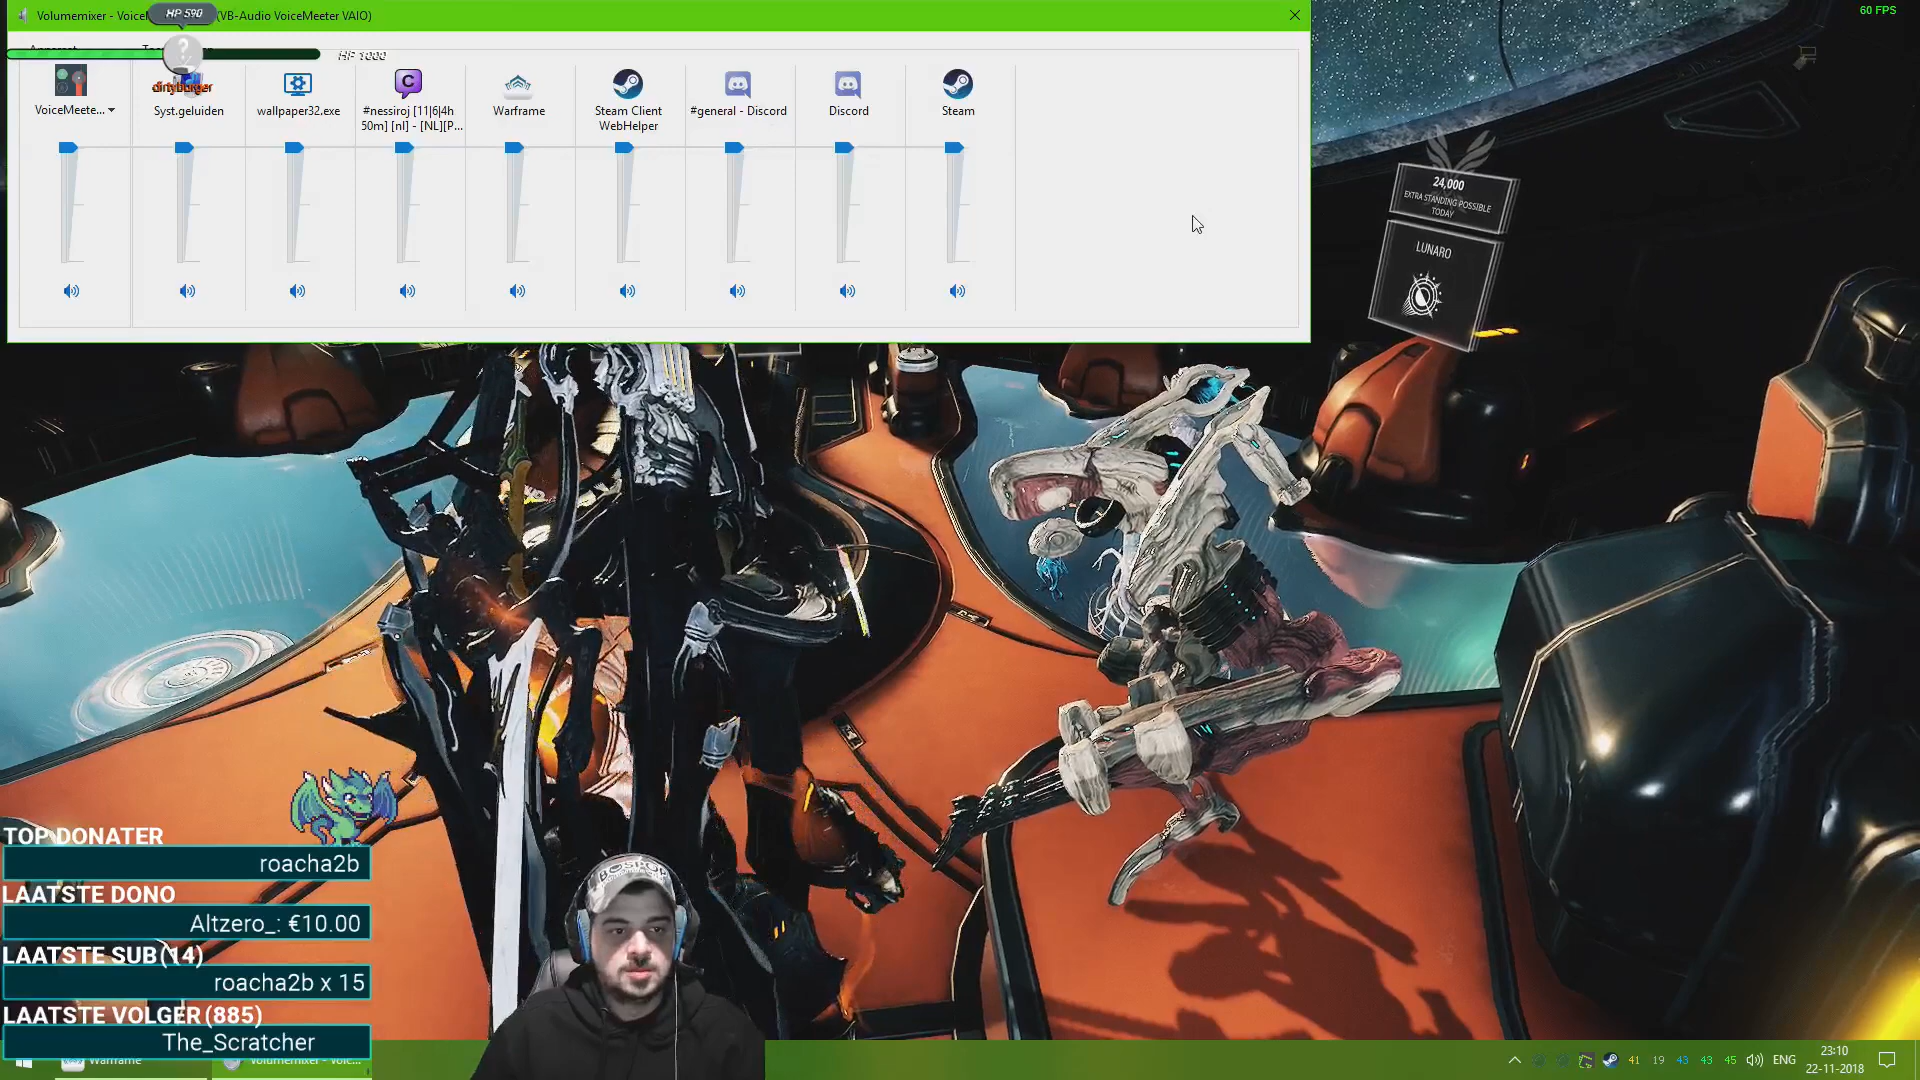 Volumemixer - Voice
(VB-Audio VoiceMeeter VAIO)
HP 590
60 FPS
HP 1000
dirtyburger
VoiceMeete...
Syst.geluiden
wallpaper32.exe
#nessiroj [11|6|4h
50m] [nl] - [NL][P...
Warframe
Steam Client
WebHelper
#general - Discord
Discord
Steam
24,000
EXTRA STANDING POSSIBLE
TODAY
LUNARO
TOP DONATER
roacha2b
LAATSTE DONO
Altzero_: €10.00
LAATSTE SUB (14)
roacha2b x 15
LAATSTE VOLGER (885)
The_Scratcher
Warframe
Volumemixer - Voic...
41 19 43 43 45
ENG
23:10
22-11-2018